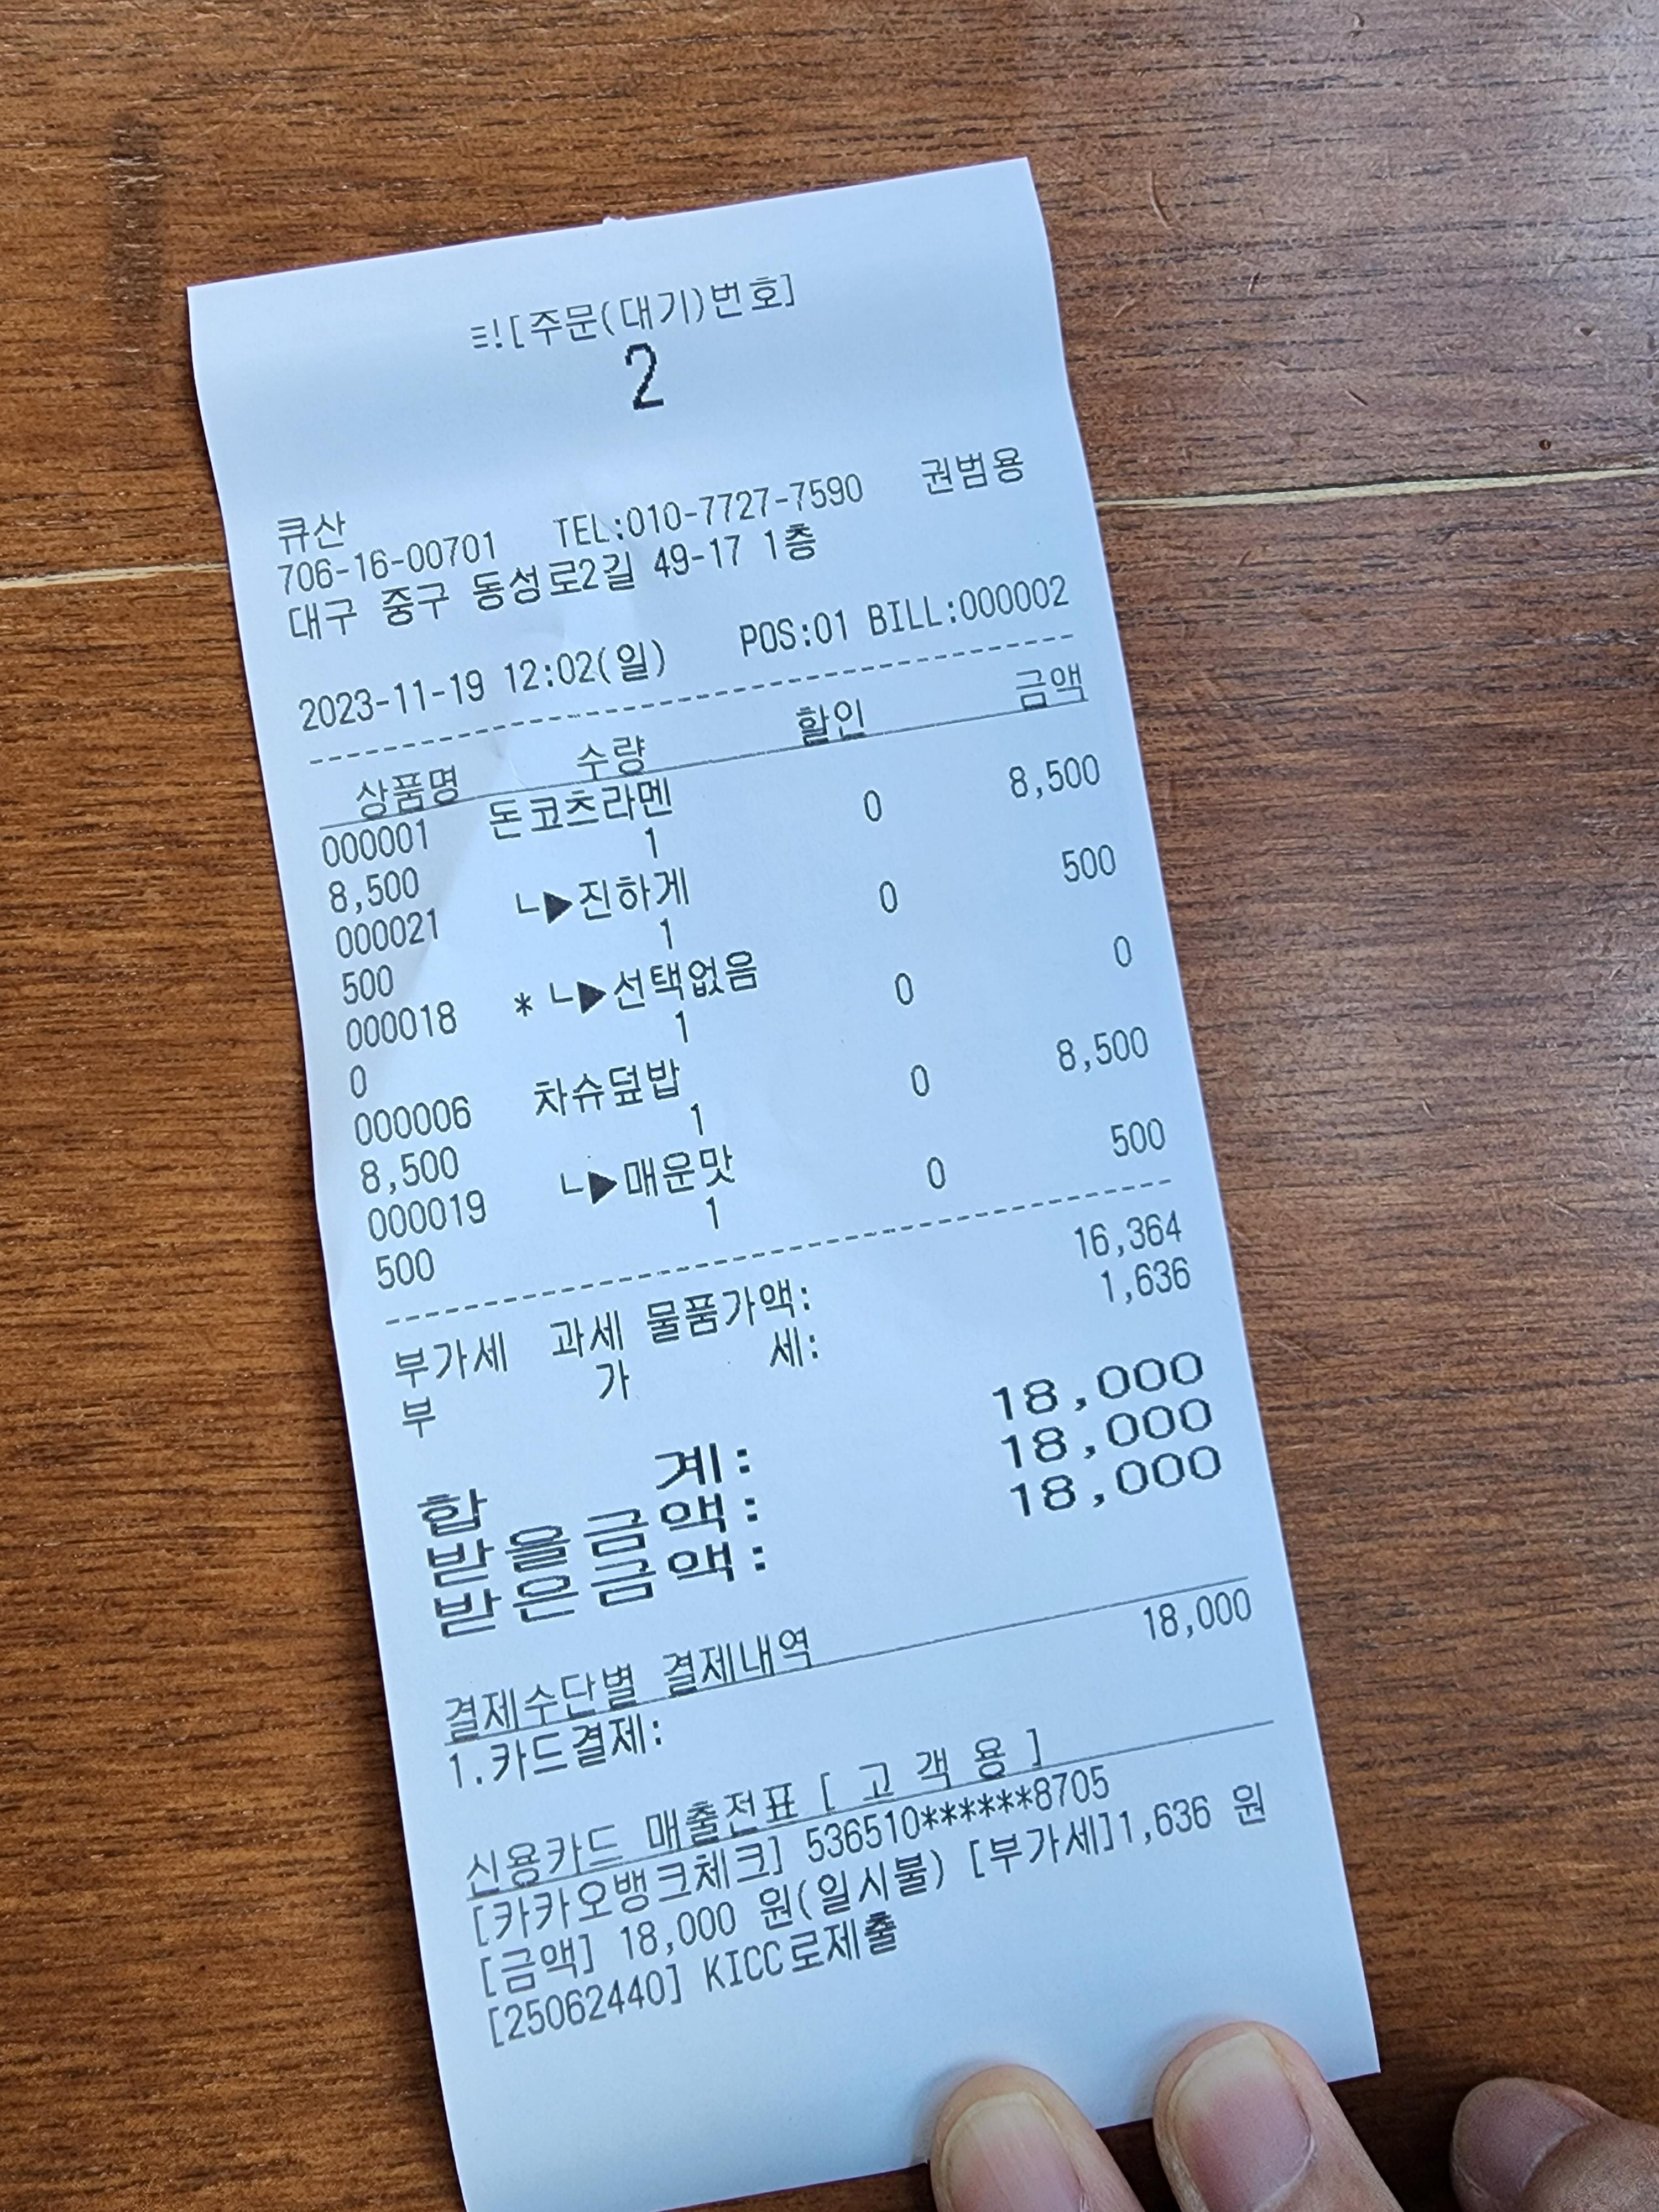 [주문(대기)번호]
2
큐산
706-16-00701 TEL:010-7727-7590 권범용
대구 중구 동성로2길 49-17 1층
2023-11-19 12:02(일) POS:01 BILL:000002
상품명 수량 할인 금액
000001 돈코츠라멘
8,500 1 0 8,500
000021 ㄴ▶진하게
500 1 0 500
000018 * ㄴ▶선택없음
0 1 0 0
000006 차슈덮밥
8,500 1 0 8,500
000019 ㄴ▶매운맛
500 1 0 500
부가세 과세 물품가액: 16,364
부 가 세: 1,636
합 계: 18,000
받을금액: 18,000
받은금액: 18,000
결제수단별 결제내역
1.카드결제: 18,000
신용카드 매출전표 [ 고 객 용 ]
[카카오뱅크체크] 536510******8705
[금액] 18,000 원(일시불) [부가세]1,636 원
[25062440] KICC로제출